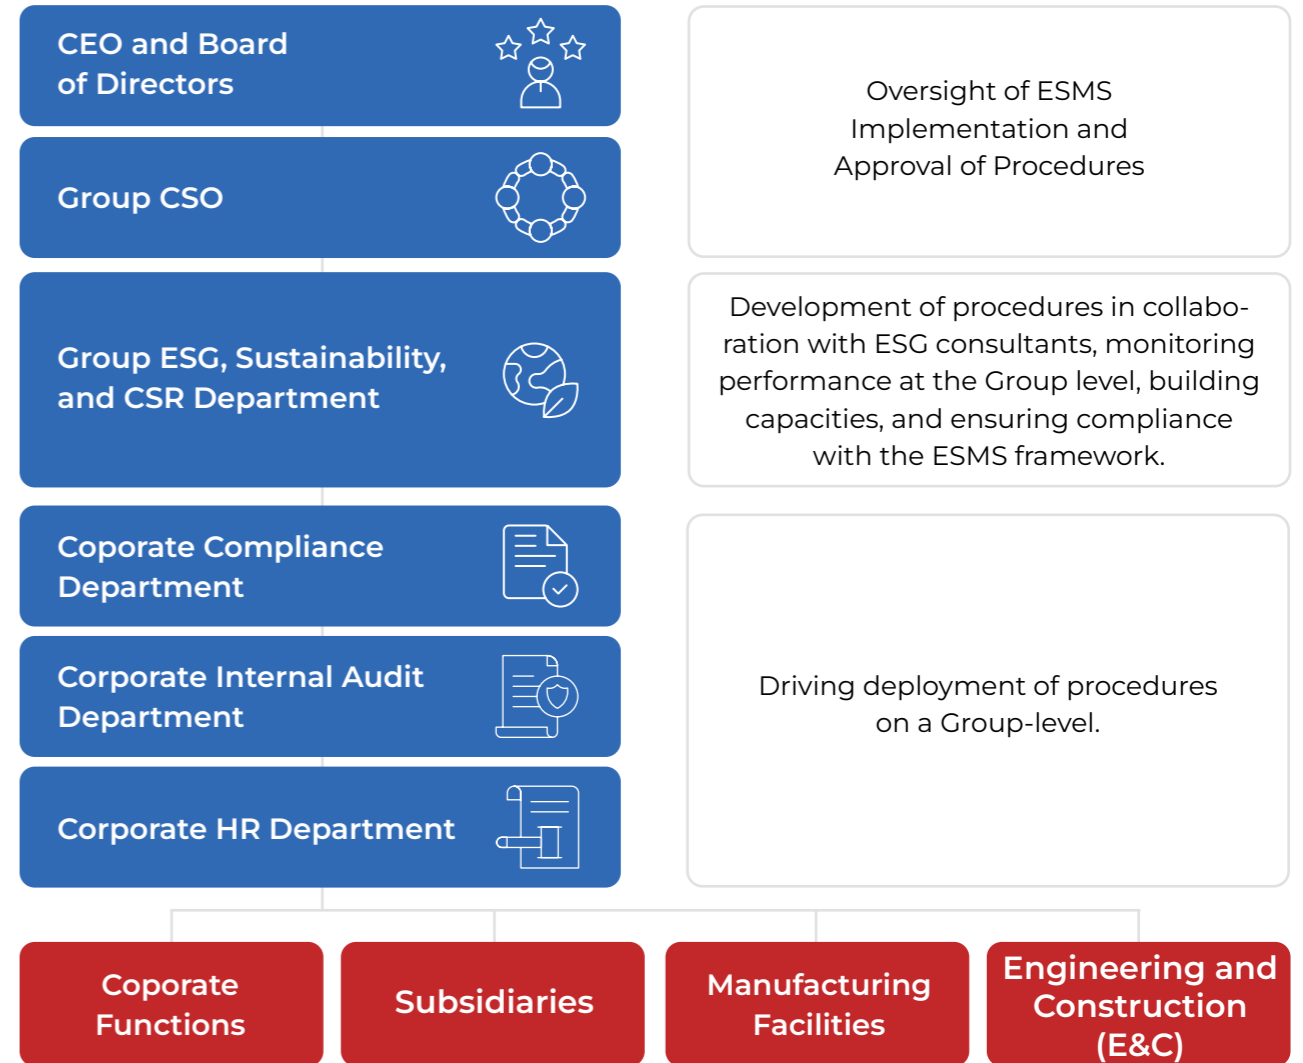 CEO and Board
of Directors
Oversight of ESMS
Implementation and
Approval of Procedures
Group CSO
Group ESG, Sustainability,
and CSR Department
Development of procedures in collabo-
ration with ESG consultants, monitoring
performance at the Group level, building
capacities, and ensuring compliance
with the ESMS framework.
Coporate Compliance
Department
Corporate Internal Audit
Department
Corporate HR Department
Driving deployment of procedures
on a Group-level.
Coporate
Functions
Subsidiaries
Manufacturing
Facilities
Engineering and
Construction
(E&C)